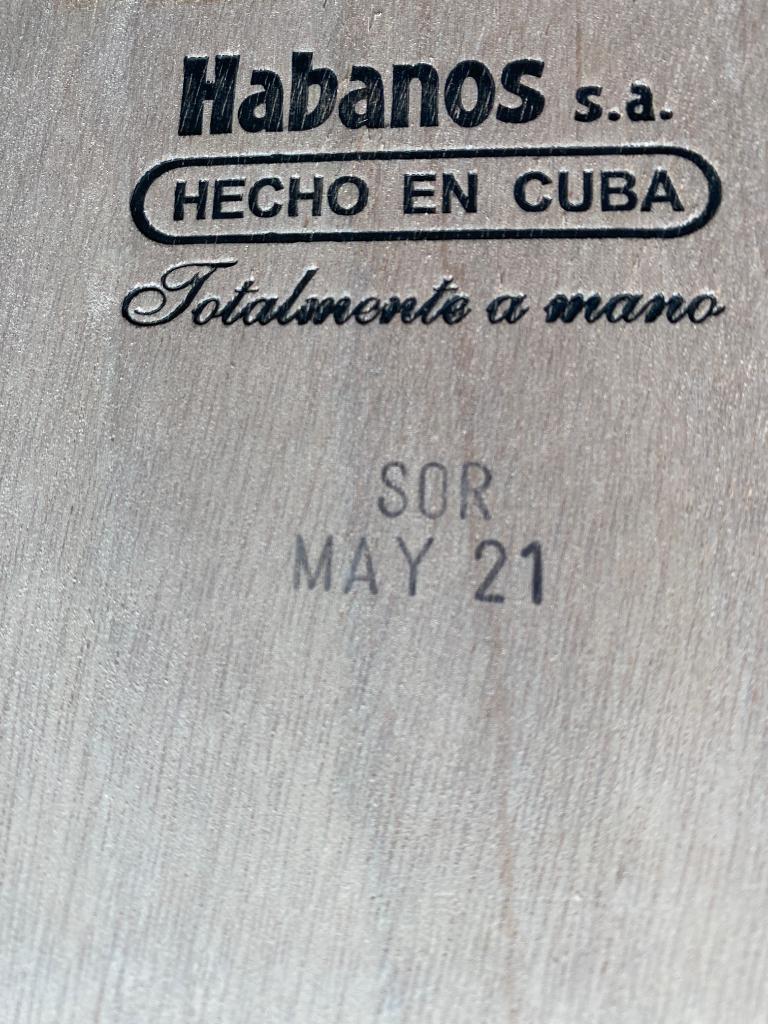 Habanos s.a.
HECHO EN CUBA
Totalmente a mano
SOR
MAY 21